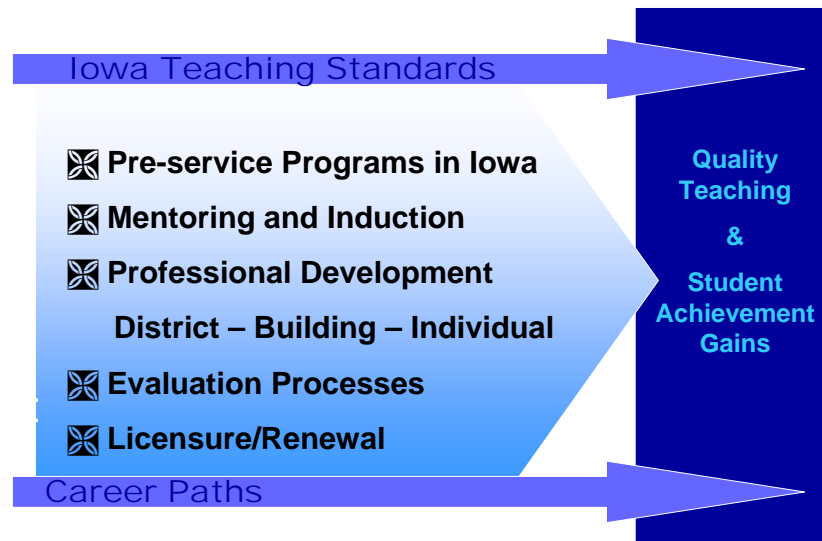 Iowa Teaching Standards
Pre-service Programs in Iowa
Mentoring and Induction
Professional Development
District – Building – Individual
Evaluation Processes
Licensure/Renewal
Career Paths
Quality
Teaching
&
Student
Achievement
Gains